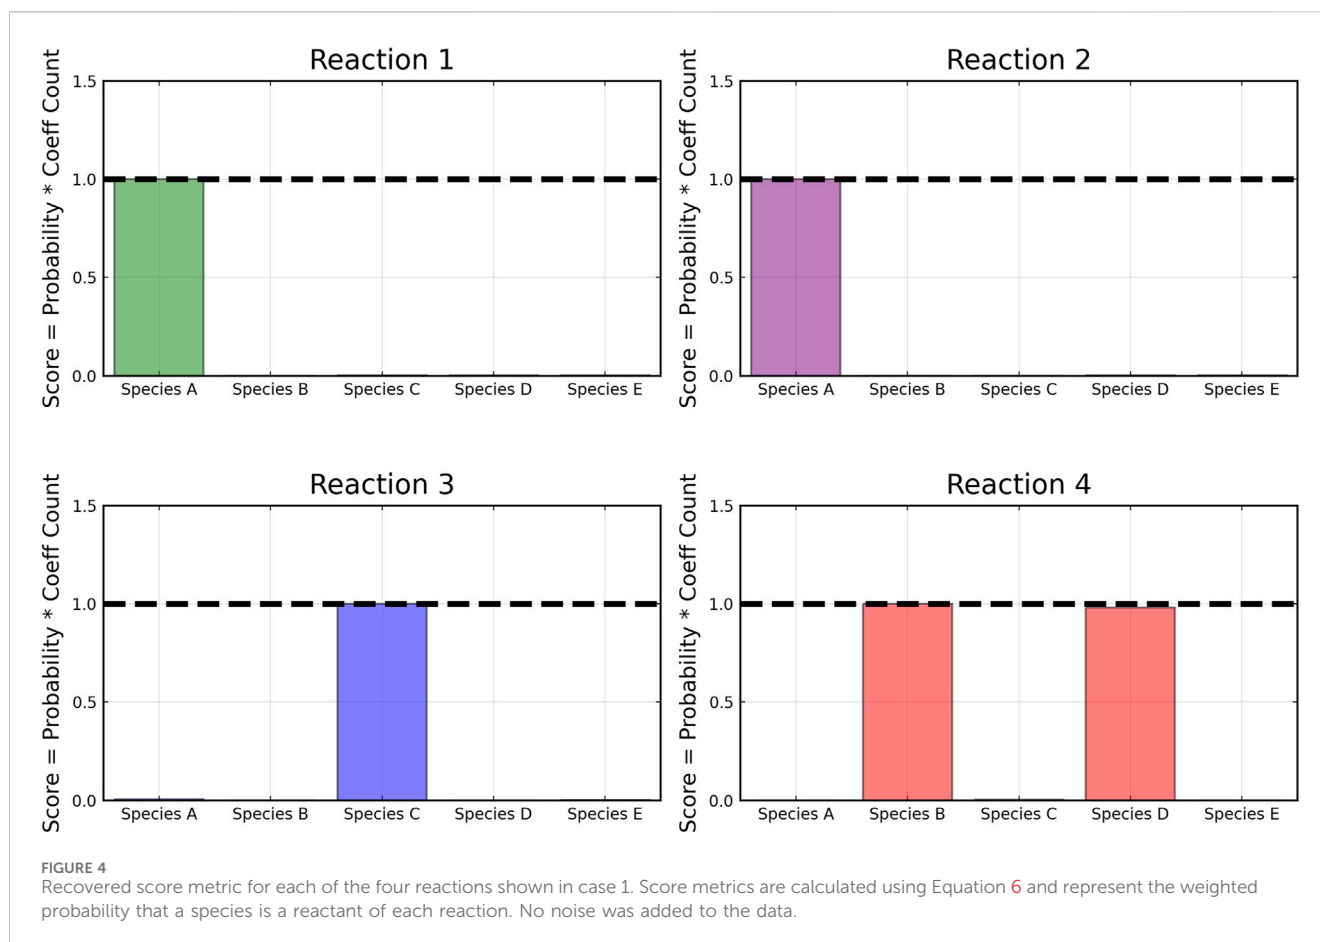 Reaction 1
Score = Probability * Coeff Count
1.5
1.0
0.5
0.0
Species A Species B Species C Species D Species E
Reaction 2
Score = Probability * Coeff Count
1.5
1.0
0.5
0.0
Species A Species B Species C Species D Species E
Reaction 3
Score = Probability * Coeff Count
1.5
1.0
0.5
0.0
Species A Species B Species C Species D Species E
Reaction 4
Score = Probability * Coeff Count
1.5
1.0
0.5
0.0
Species A Species B Species C Species D Species E
FIGURE 4
Recovered score metric for each of the four reactions shown in case 1. Score metrics are calculated using Equation 6 and represent the weighted
probability that a species is a reactant of each reaction. No noise was added to the data.